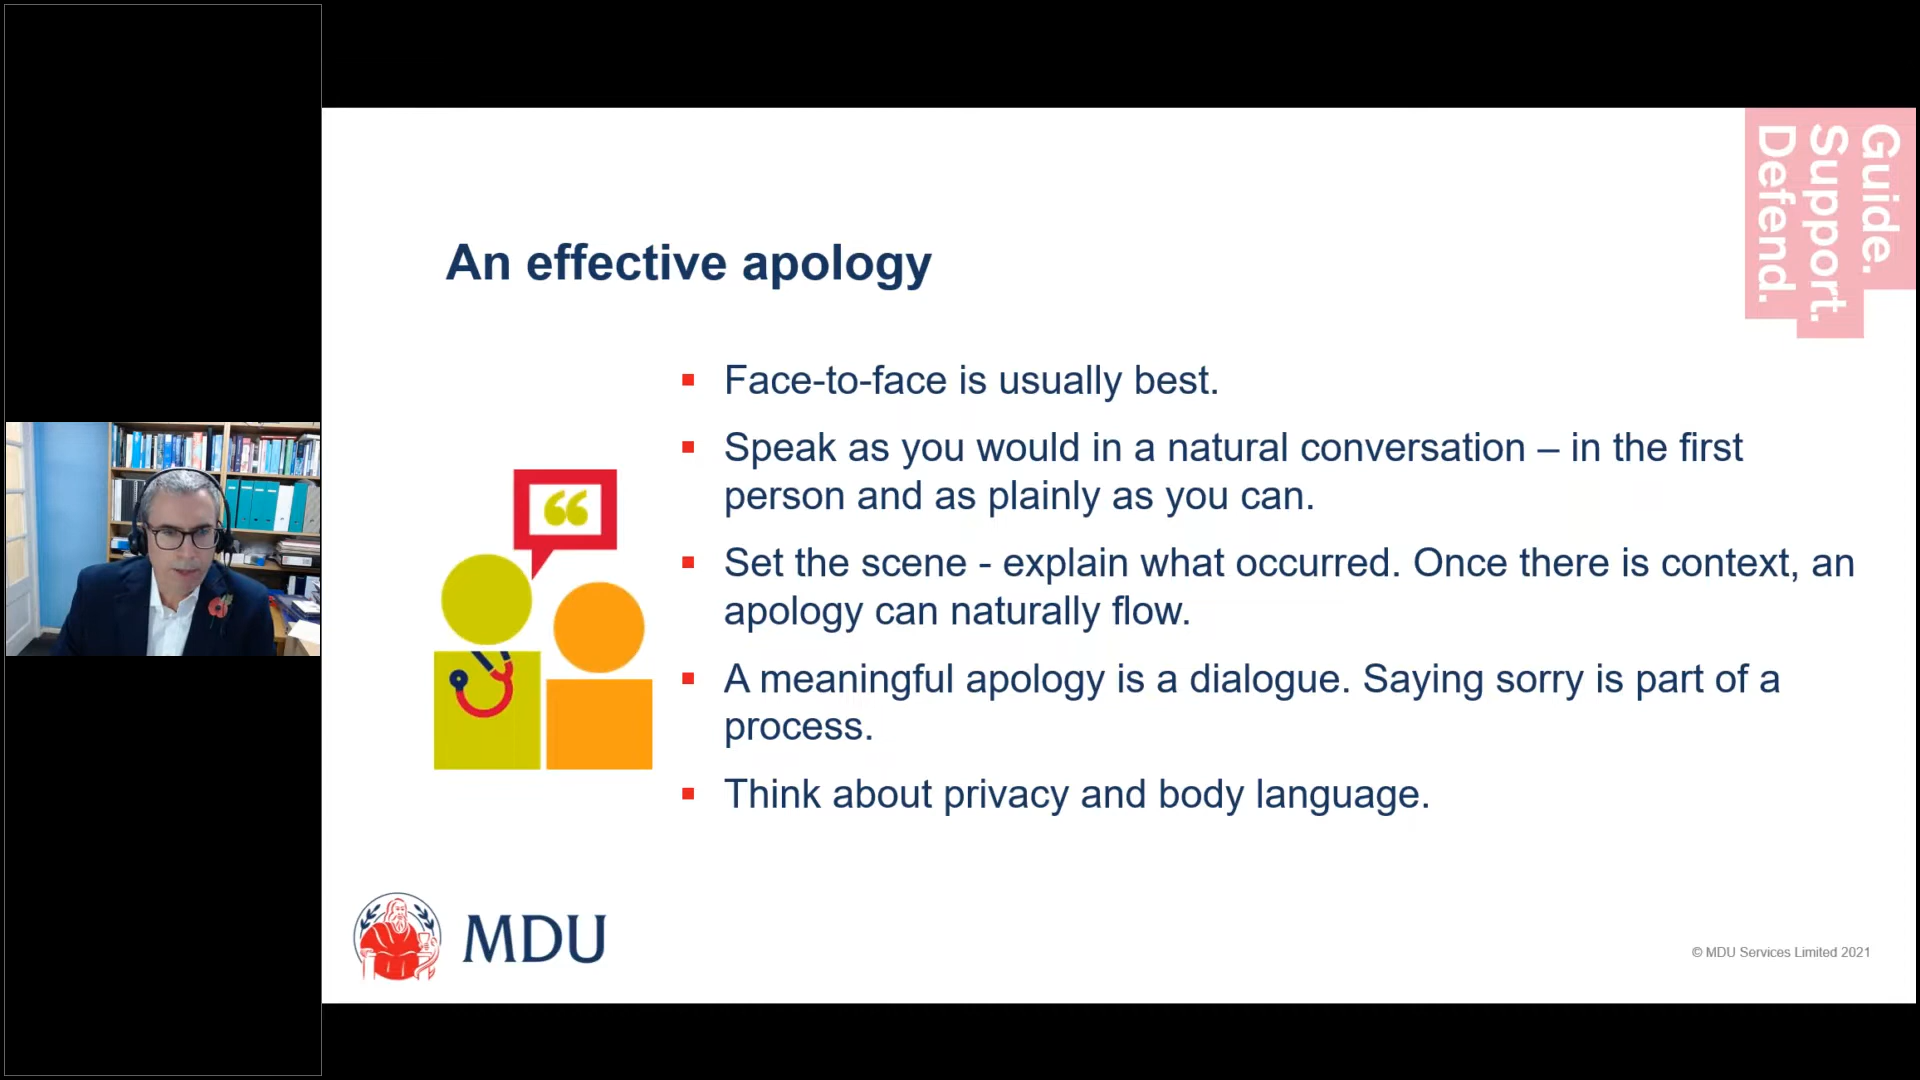 Guide.
Support.
Defend.
An effective apology
Face-to-face is usually best.
Speak as you would in a natural conversation – in the first
person and as plainly as you can.
Set the scene - explain what occurred. Once there is context, an
apology can naturally flow.
A meaningful apology is a dialogue. Saying sorry is part of a
process.
Think about privacy and body language.
MDU
© MDU Services Limited 2021